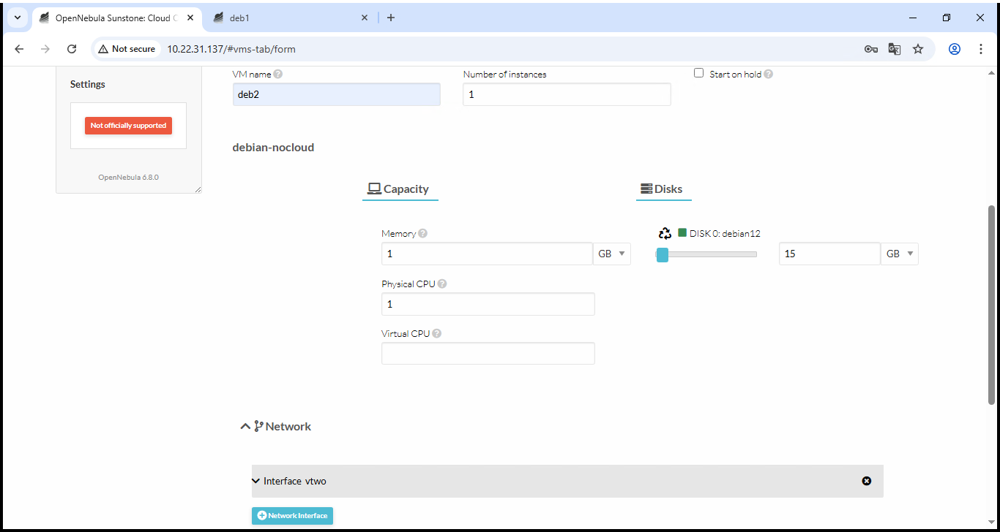 OpenNebula Sunstone: Cloud
deb1
Not secure
10.22.31.137/#vms-tab/form
Settings
Not officially supported
OpenNebula 6.8.0
VM name
Number of instances
Start on hold
deb2
1
debian-nocloud
Capacity
Disks
Memory
DISK 0: debian12
1
GB
15
GB
Physical CPU
1
Virtual CPU
Network
Interface vtwo
Network Interface